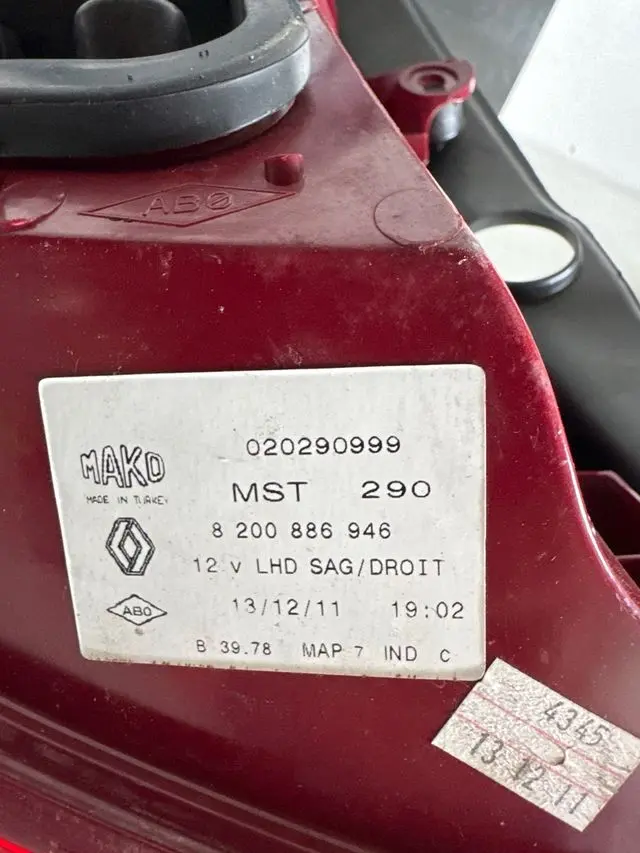 ABØ
020290999
MAKO
MADE IN TURKEY
MST 290
8 200 886 946
12 V LHD SAG/DROIT
ABO
13/12/11 19:02
B 39.78 MAP 7 IND C
4345
13 12 11